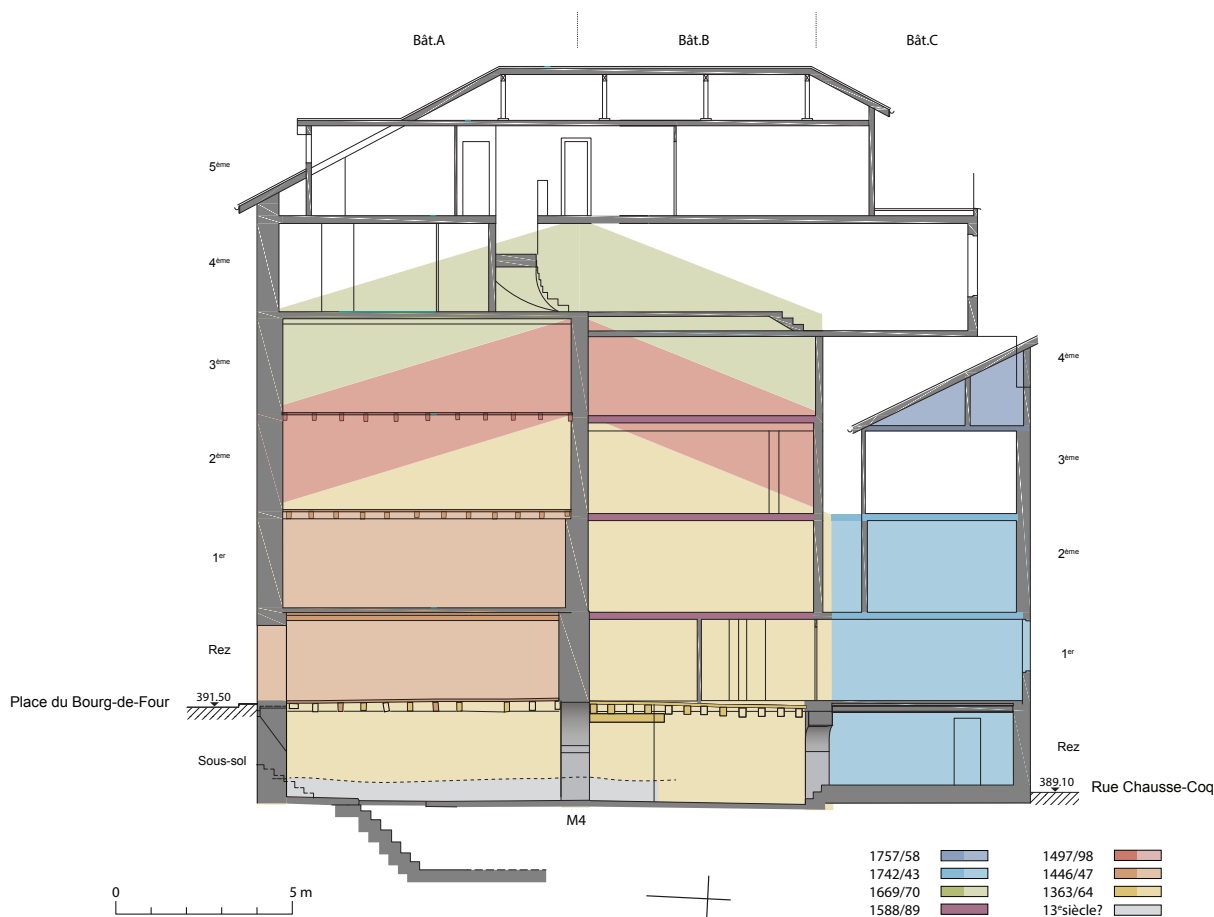 Bât.A Bât.B Bât.C
5ème
4ème
3ème
4ème
2ème
3ème
1er
2ème
Rez
1er
Place du Bourg-de-Four 391.50
Sous-sol
Rez
389.10 Rue Chausse-Coq
M4
0 5 m
1757/58 1497/98
1742/43 1446/47
1669/70 1363/64
1588/89 13e siècle?